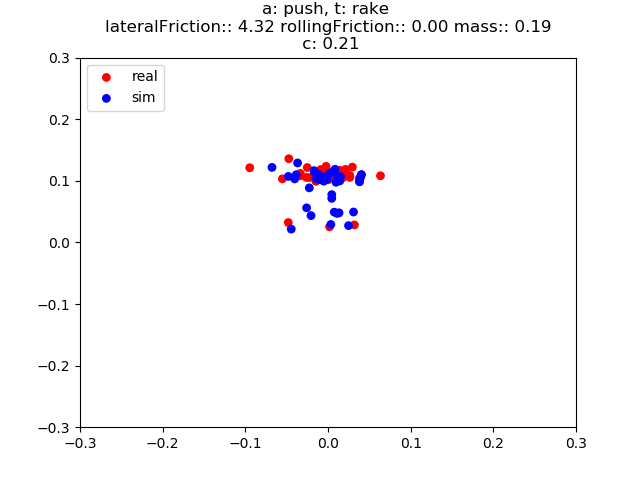 a: push, t: rake
lateralFriction:: 4.32 rollingFriction:: 0.00 mass:: 0.19
c: 0.21
real
sim
0.3
0.2
0.1
0.0
−0.1
−0.2
−0.3
−0.3
−0.2
−0.1
0.0
0.1
0.2
0.3